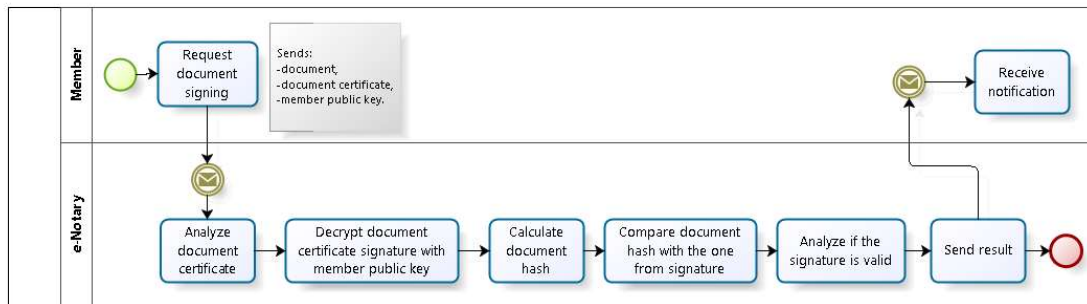 Member
Request
document
signing
Sends:
-document,
-document certificate,
-member public key.
Receive
notification
e-Notary
Analyze
document
certificate
Decrypt document
certificate signature with
member public key
Calculate
document
hash
Compare document
hash with the one
from signature
Analyze if the
signature is valid
Send result